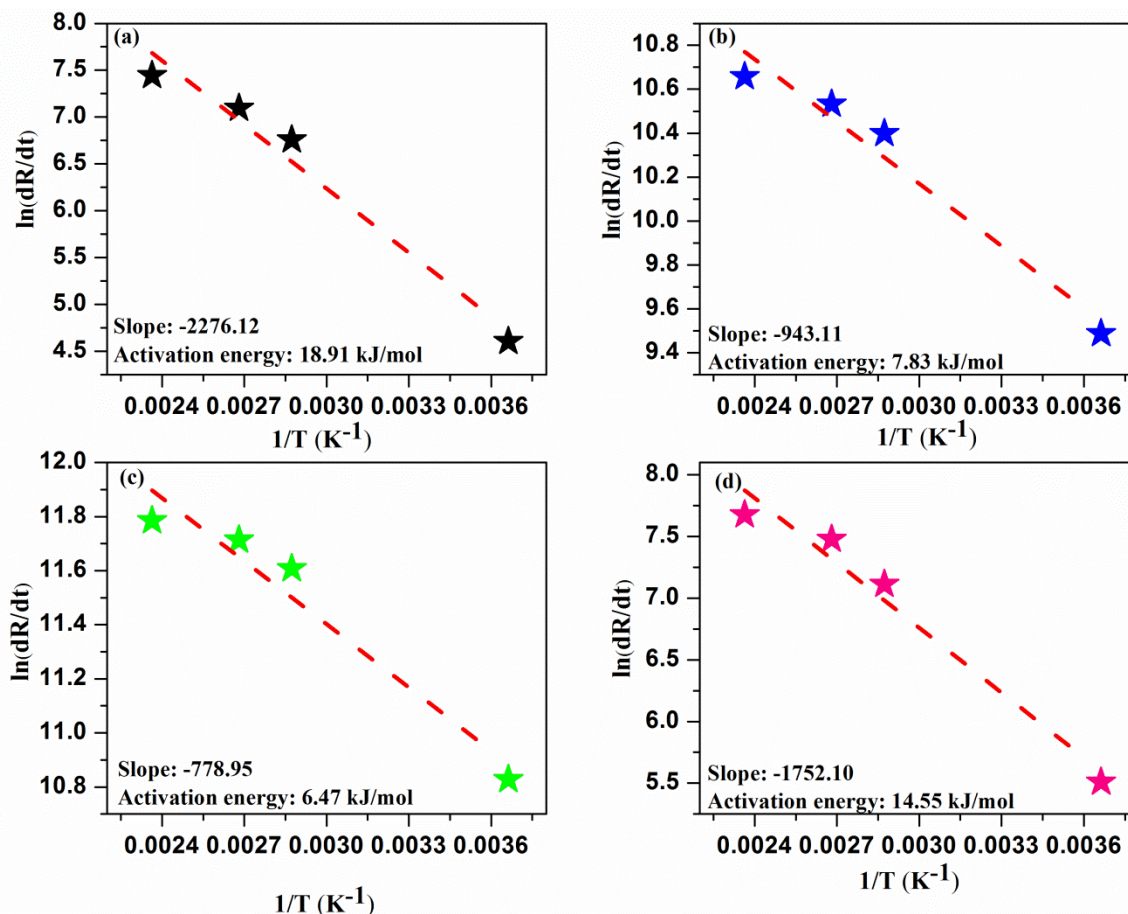 (a)
ln(dR/dt)
8.0
7.5
7.0
6.5
6.0
5.5
5.0
4.5
Slope: -2276.12
Activation energy: 18.91 kJ/mol
0.0024 0.0027 0.0030 0.0033 0.0036
1/T (K⁻¹)
(b)
ln(dR/dt)
10.8
10.6
10.4
10.2
10.0
9.8
9.6
9.4
Slope: -943.11
Activation energy: 7.83 kJ/mol
0.0024 0.0027 0.0030 0.0033 0.0036
1/T (K⁻¹)
(c)
ln(dR/dt)
12.0
11.8
11.6
11.4
11.2
11.0
10.8
Slope: -778.95
Activation energy: 6.47 kJ/mol
0.0024 0.0027 0.0030 0.0033 0.0036
1/T (K⁻¹)
(d)
ln(dR/dt)
8.0
7.5
7.0
6.5
6.0
5.5
Slope: -1752.10
Activation energy: 14.55 kJ/mol
0.0024 0.0027 0.0030 0.0033 0.0036
1/T (K⁻¹)